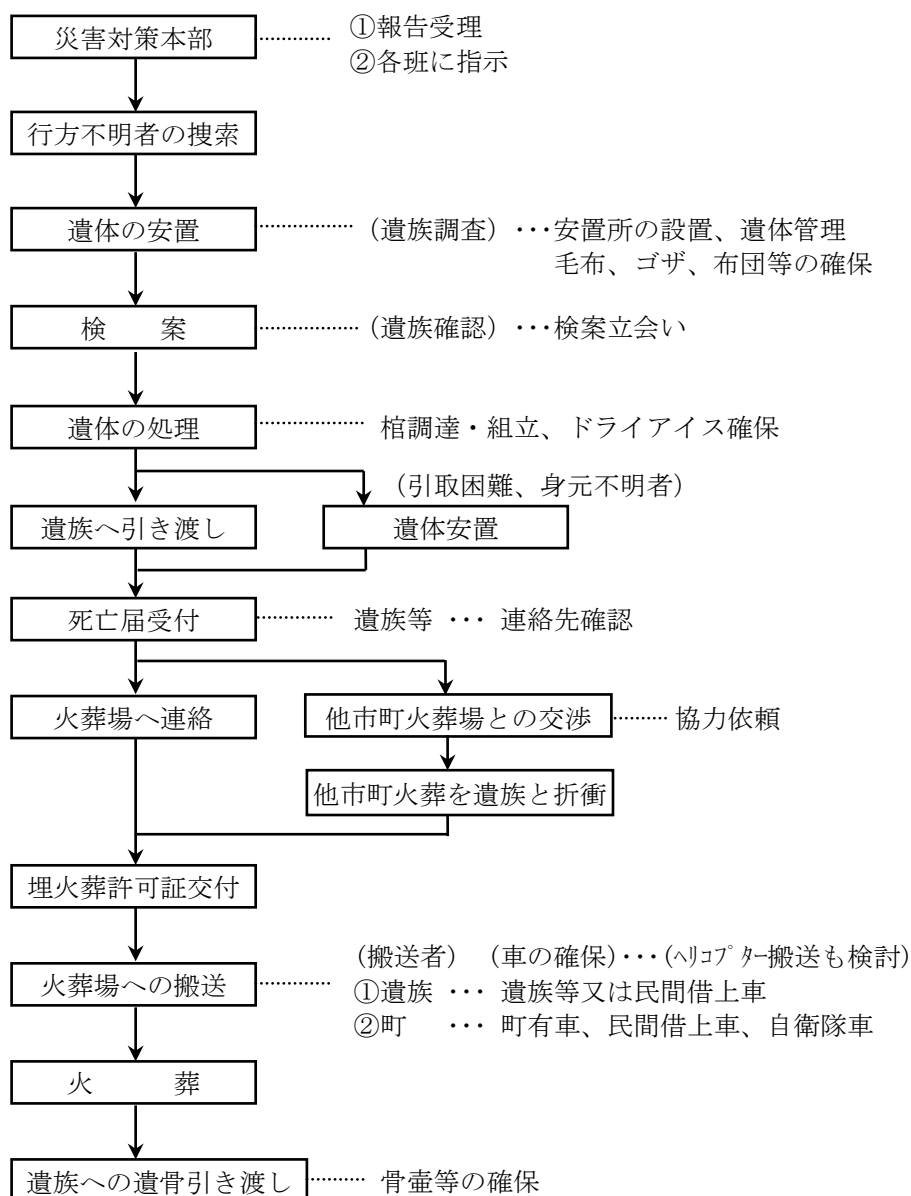 災害対策本部 ………… ①報告受理
②各班に指示
行方不明者の捜索
遺体の安置 ……………（遺族調査）･･･安置所の設置、遺体管理
毛布、ゴザ、布団等の確保
検　　案 ……………（遺族確認）･･･検案立会い
遺体の処理 …………… 棺調達・組立、ドライアイス確保
（引取困難、身元不明者）
遺族へ引き渡し　遺体安置
死亡届受付 ………… 遺族等 ･･･ 連絡先確認
火葬場へ連絡　他市町火葬場との交渉 ……… 協力依頼
他市町火葬を遺族と折衝
埋火葬許可証交付
（搬送者）（車の確保）･･･（ﾍﾘｺﾌﾟﾀｰ搬送も検討）
火葬場への搬送 ………… ①遺族 ･･･ 遺族等又は民間借上車
②町 ･･･ 町有車、民間借上車、自衛隊車
火　　葬
遺族への遺骨引き渡し ……… 骨壷等の確保